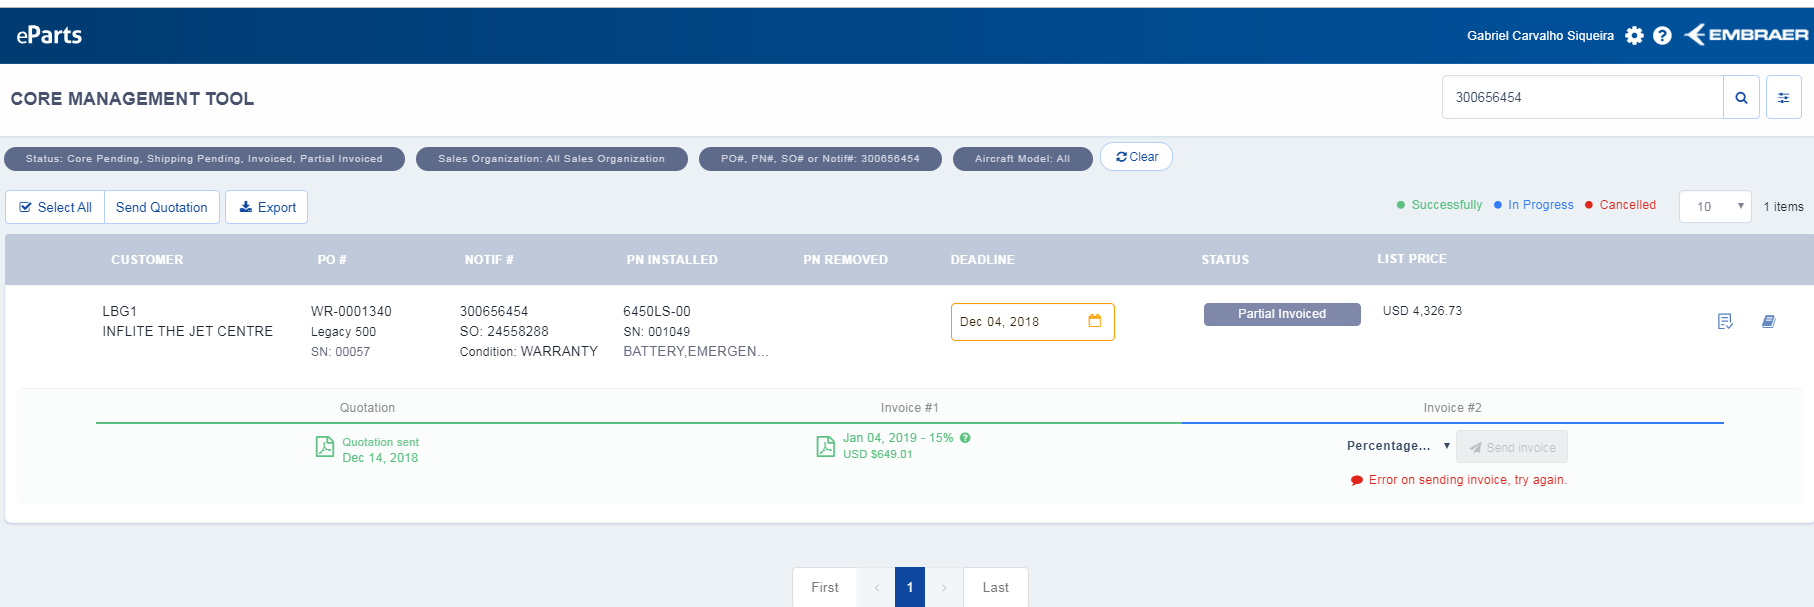 eParts
Gabriel Carvalho Siqueira
EMBRAER
CORE MANAGEMENT TOOL
300656454
Status: Core Pending, Shipping Pending, Invoiced, Partial Invoiced
Sales Organization: All Sales Organization
PO#, PN#, SO# or Notif#: 300656454
Aircraft Model: All
Clear
Select All
Send Quotation
Export
Successfully
In Progress
Cancelled
10
1 items
CUSTOMER PO # NOTIF # PN INSTALLED PN REMOVED DEADLINE STATUS LIST PRICE
LBG1
INFLITE THE JET CENTRE
WR-0001340
Legacy 500
SN: 00057
300656454
SO: 24558288
Condition: WARRANTY
6450LS-00
SN: 001049
BATTERY,EMERGEN...
Dec 04, 2018
Partial Invoiced
USD 4,326.73
Quotation
Quotation sent
Dec 14, 2018
Invoice #1
Jan 04, 2019 - 15%
USD $649.01
Invoice #2
Percentage...
Send invoice
Error on sending invoice, try again.
First ‹ 1 › Last